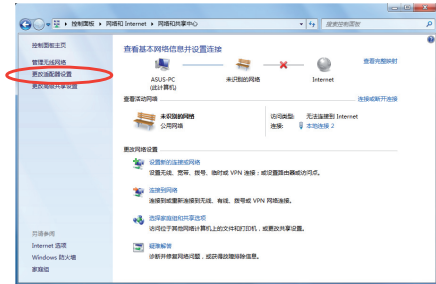 控制面板 ▸ 网络和 Internet ▸ 网络和共享中心
搜索控制面板
控制面板主页
管理无线网络
更改适配器设置
更改高级共享设置
另请参阅
Internet 选项
Windows 防火墙
家庭组
查看基本网络信息并设置连接
查看完整映射
ASUS-PC
(此计算机)
未识别的网络
Internet
查看活动网络
连接或断开连接
未识别的网络
公用网络
访问类型: 无法连接到 Internet
连接: 本地连接 2
更改网络设置
设置新的连接或网络
设置无线、宽带、拨号、临时或 VPN 连接；或设置路由器或访问点。
连接到网络
连接到或重新连接到无线、有线、拨号或 VPN 网络连接。
选择家庭组和共享选项
访问位于其他网络计算机上的文件和打印机，或更改共享设置。
疑难解答
诊断并修复网络问题，或获得故障排除信息。